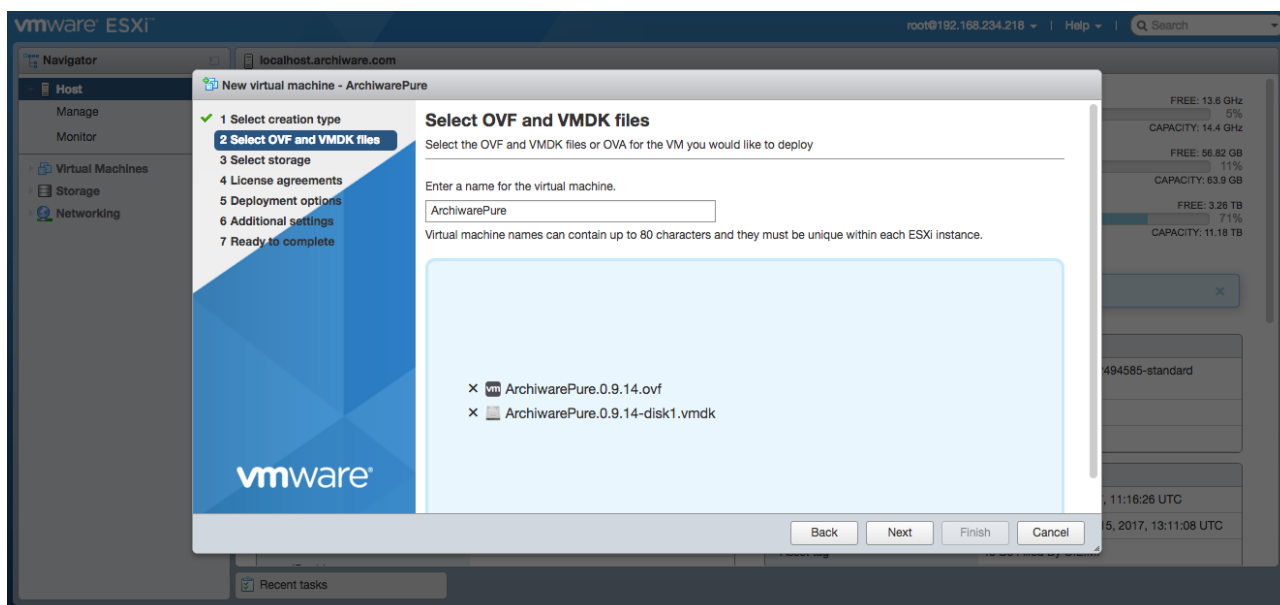 vmware ESXi™
root@192.168.234.218 | Help | Search
Navigator
localhost.archiware.com
Host
Manage
Monitor
Virtual Machines
Storage
Networking
New virtual machine - ArchiwarePure
1 Select creation type
2 Select OVF and VMDK files
3 Select storage
4 License agreements
5 Deployment options
6 Additional settings
7 Ready to complete
vmware®
Select OVF and VMDK files
Select the OVF and VMDK files or OVA for the VM you would like to deploy
Enter a name for the virtual machine.
ArchiwarePure
Virtual machine names can contain up to 80 characters and they must be unique within each ESXi instance.
ArchiwarePure.0.9.14.ovf
ArchiwarePure.0.9.14-disk1.vmdk
Back Next Finish Cancel
FREE: 13.6 GHz
5%
CAPACITY: 14.4 GHz
FREE: 56.82 GB
11%
CAPACITY: 63.9 GB
FREE: 3.26 TB
71%
CAPACITY: 11.18 TB
494585-standard
, 11:16:26 UTC
15, 2017, 13:11:08 UTC
Recent tasks